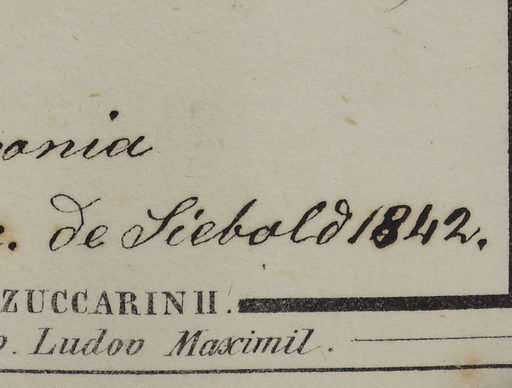 onia
de Siebold 1842.
ZUCCARINII.
Ludov Maximil.